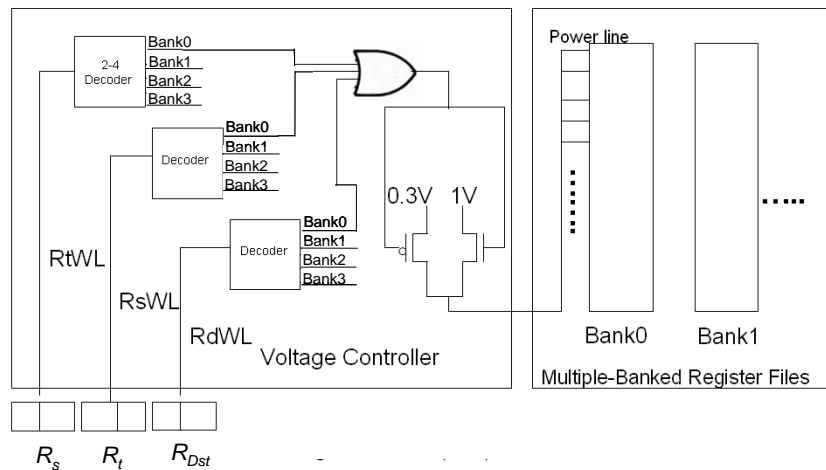 Bank0
2-4
Decoder
Bank1
Bank2
Bank3
Bank0
Decoder
Bank1
Bank2
Bank3
Bank0
Decoder
Bank1
Bank2
Bank3
0.3V 1V
RtWL
RsWL
RdWL
Voltage Controller
Power line
Bank0 Bank1
Multiple-Banked Register Files
Rs Rt RDst